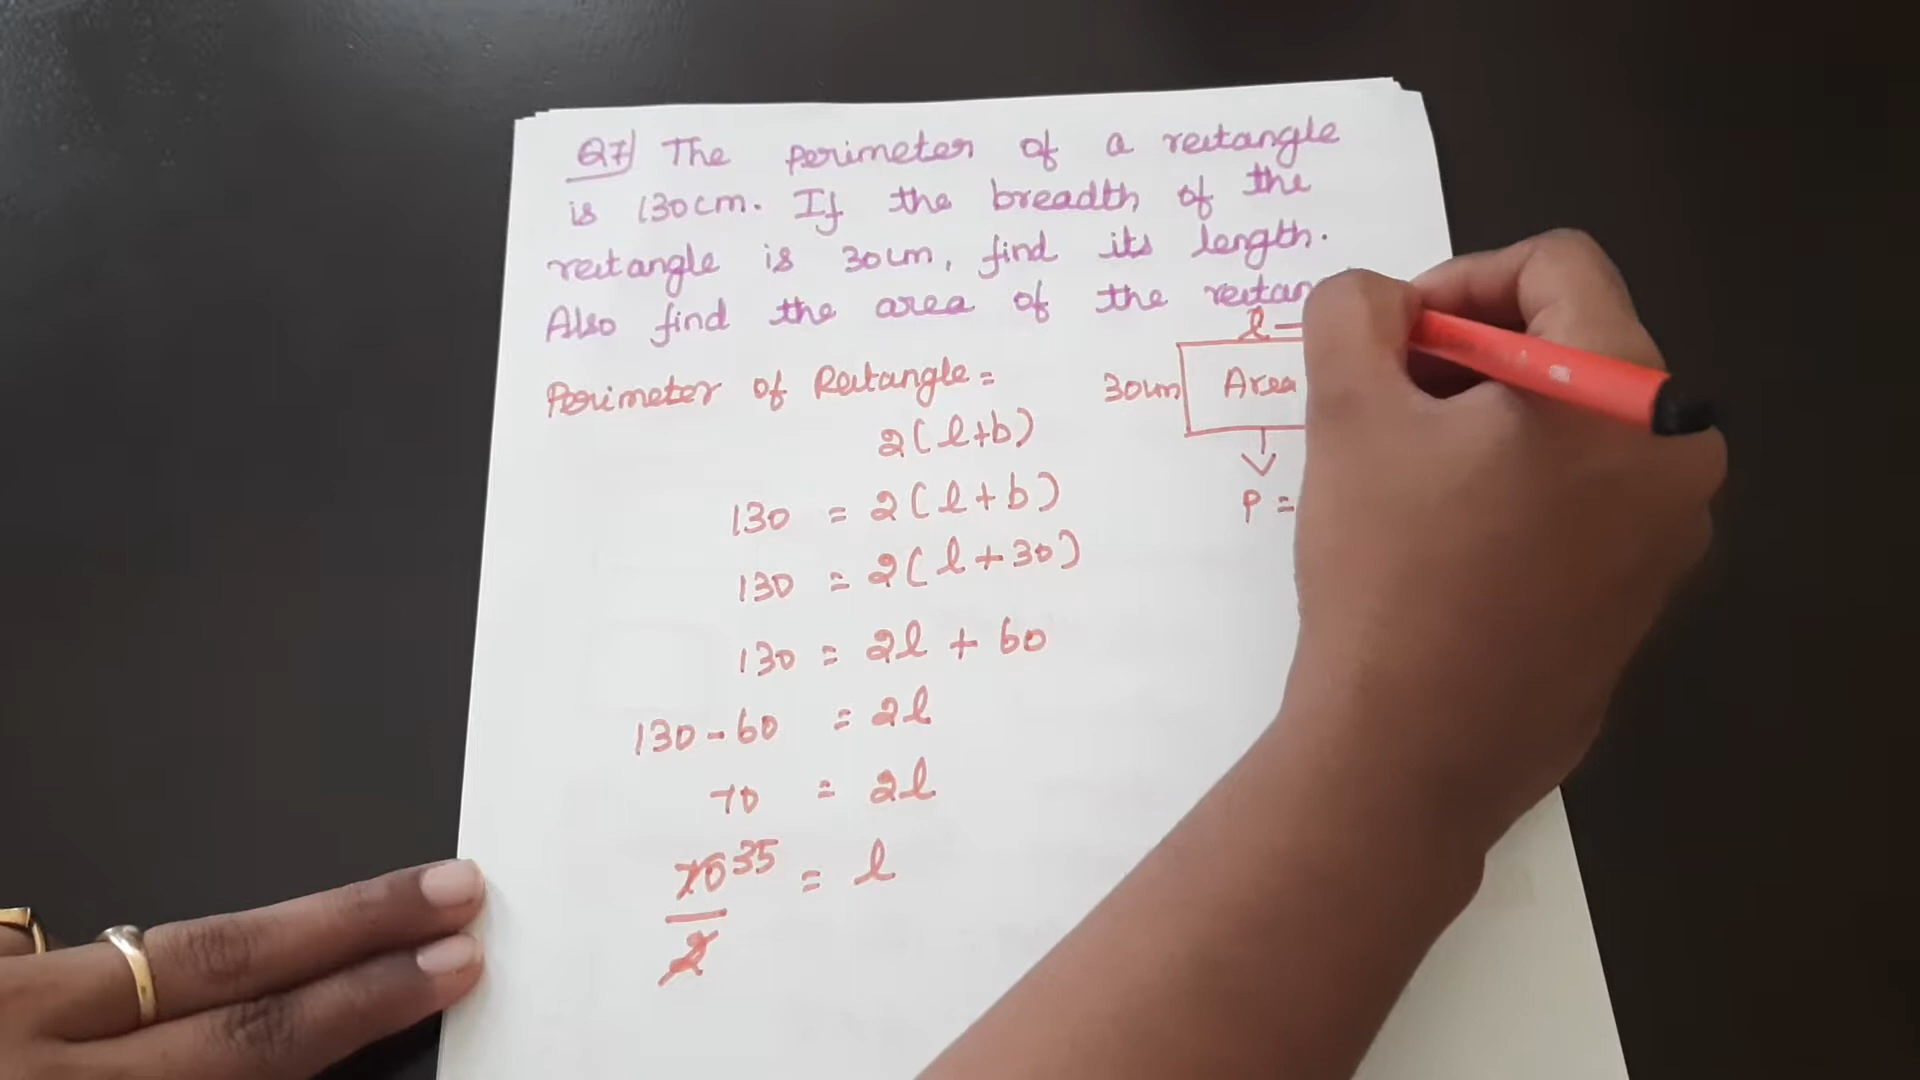 Q7) The perimeter of a rectangle
is 130cm. If the breadth of the
rectangle is 30cm, find its length.
Also find the area of the rectan
l
Perimeter of Rectangle =
30cm Area
2(l+b)
130 = 2(l+b)
P =
130 = 2(l+30)
130 = 2l + 60
130-60 = 2l
70 = 2l
70 35 = l
2